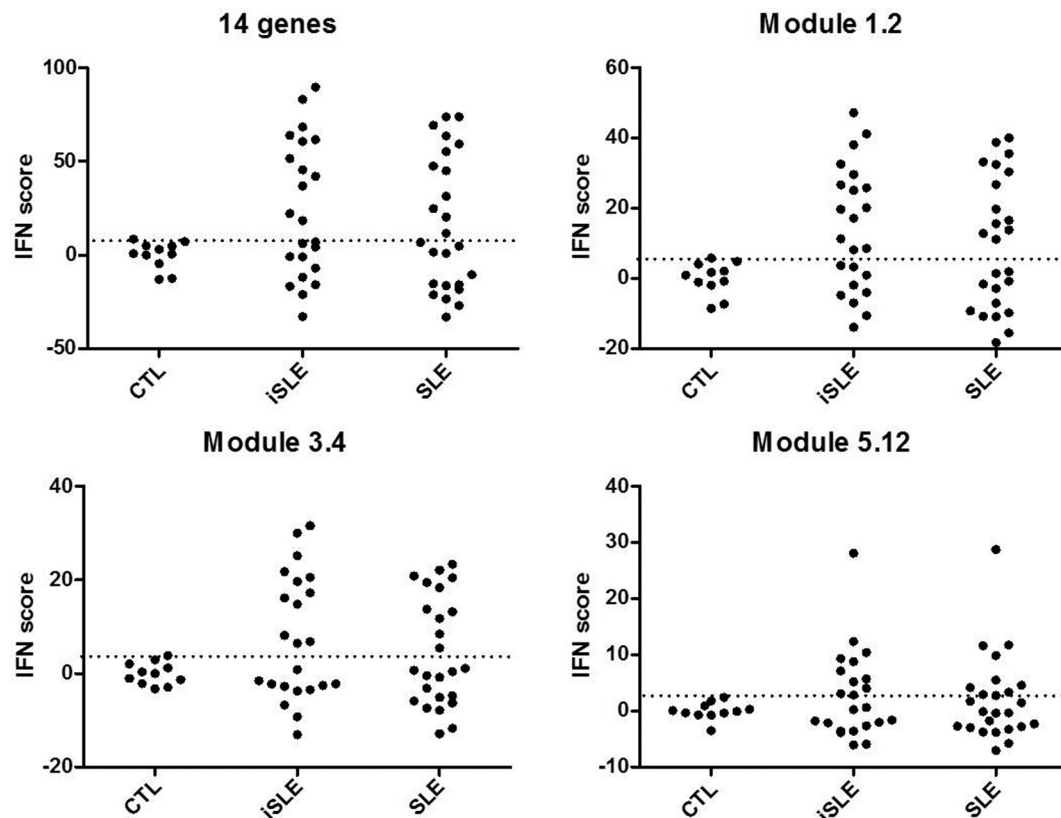 14 genes
IFN score
100
50
0
-50
CTL
iSLE
SLE
Module 1.2
IFN score
60
40
20
0
-20
CTL
iSLE
SLE
Module 3.4
IFN score
40
20
0
-20
CTL
iSLE
SLE
Module 5.12
IFN score
40
30
20
10
0
-10
CTL
iSLE
SLE